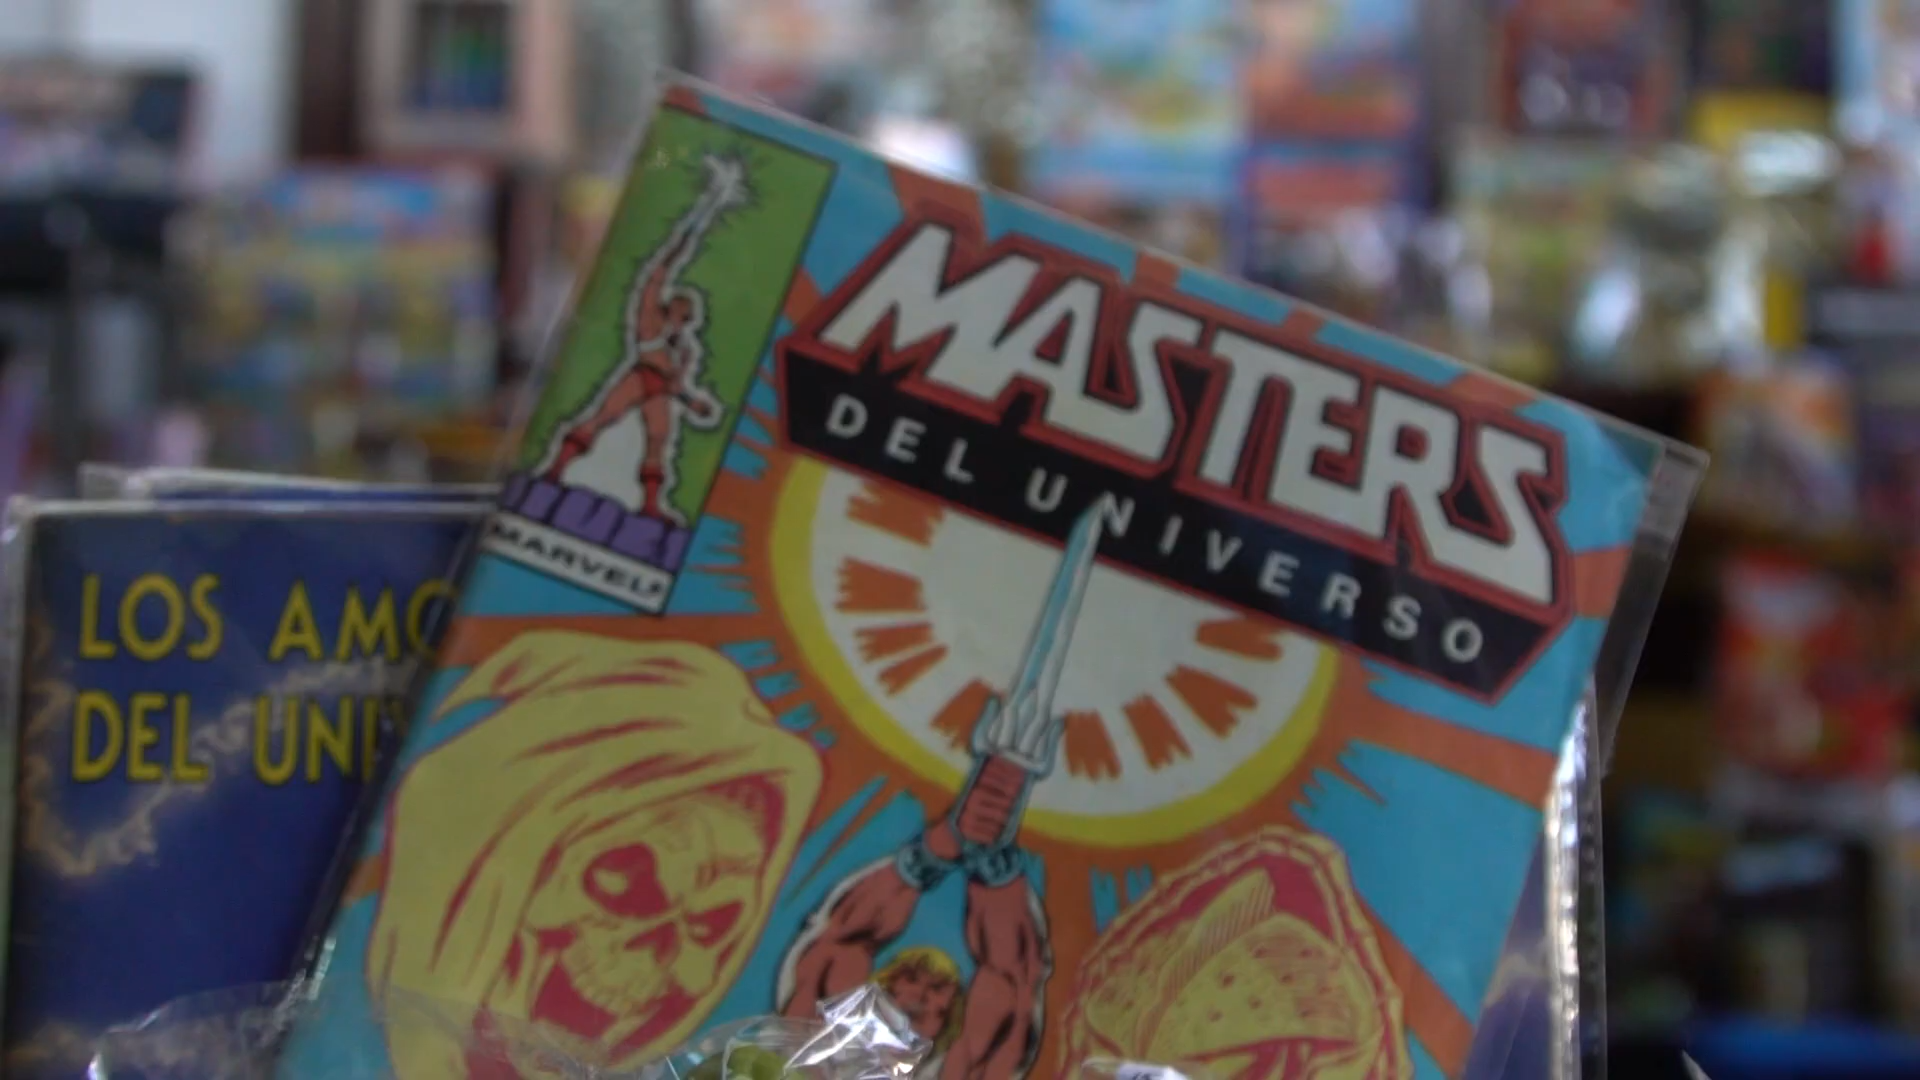 MASTERS
DEL UNIVERSO
MARVEL
LOS AMO
DEL UNI